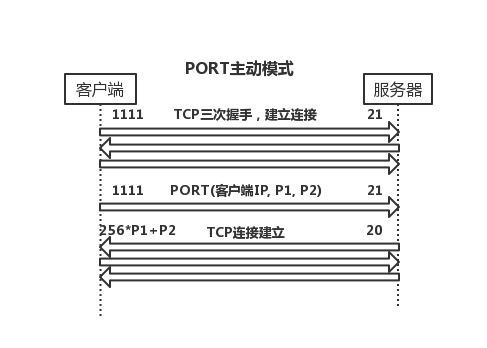 PORT主动模式
客户端 服务器
1111 TCP三次握手，建立连接 21
1111 PORT(客户端IP, P1, P2) 21
256*P1+P2 TCP连接建立 20